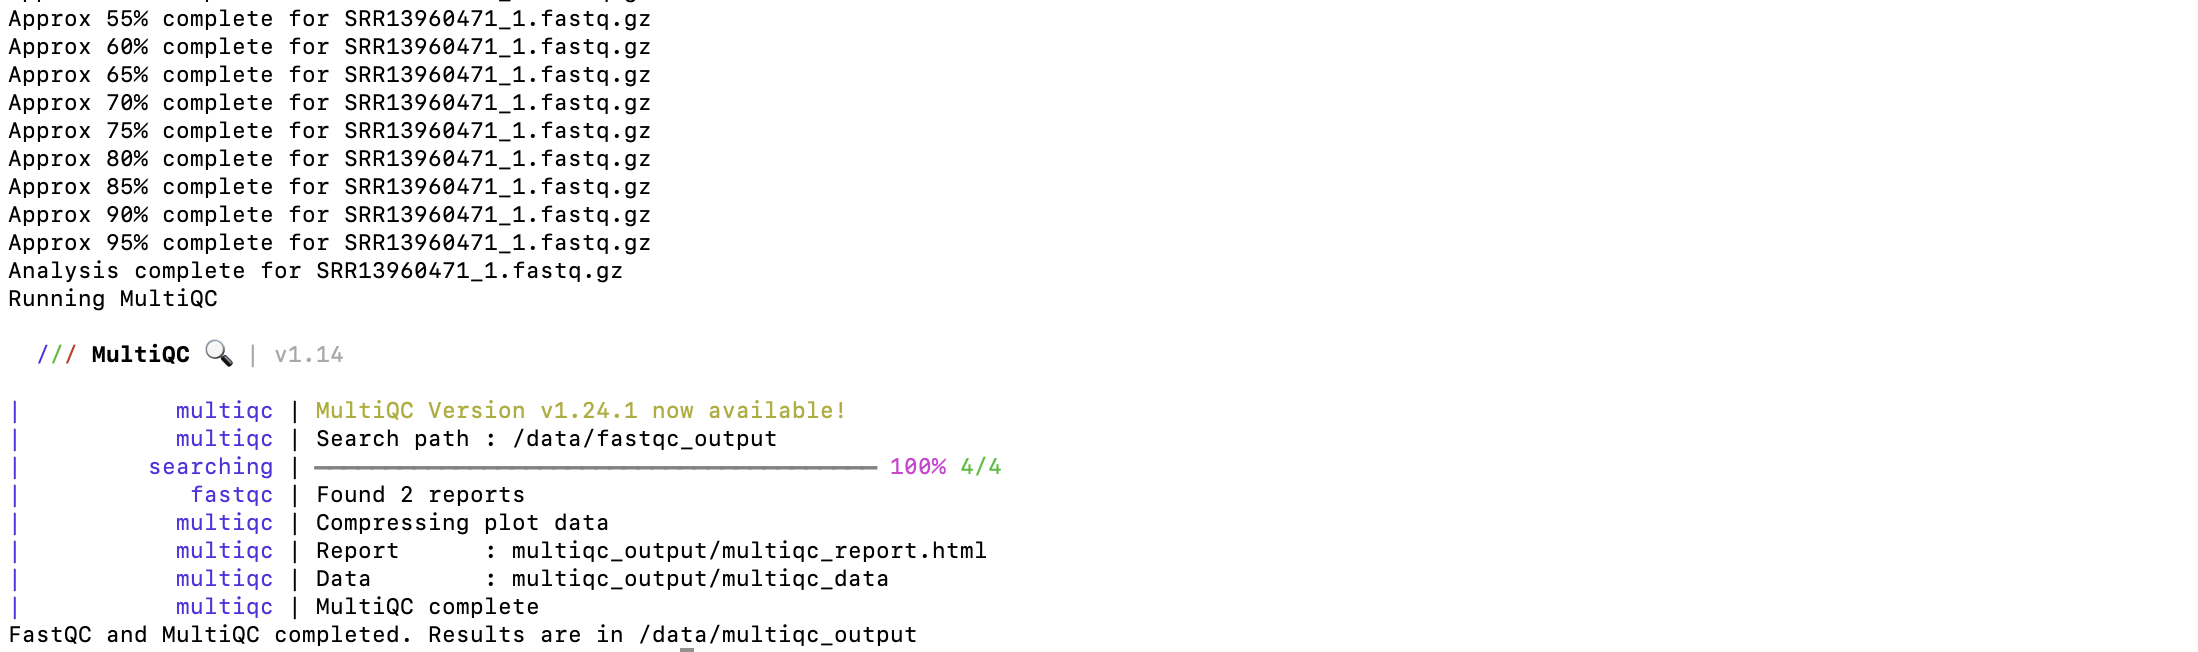 Approx 55% complete for SRR13960471_1.fastq.gz
Approx 60% complete for SRR13960471_1.fastq.gz
Approx 65% complete for SRR13960471_1.fastq.gz
Approx 70% complete for SRR13960471_1.fastq.gz
Approx 75% complete for SRR13960471_1.fastq.gz
Approx 80% complete for SRR13960471_1.fastq.gz
Approx 85% complete for SRR13960471_1.fastq.gz
Approx 90% complete for SRR13960471_1.fastq.gz
Approx 95% complete for SRR13960471_1.fastq.gz
Analysis complete for SRR13960471_1.fastq.gz
Running MultiQC
/// MultiQC 🔍 | v1.14
| multiqc | MultiQC Version v1.24.1 now available!
| multiqc | Search path : /data/fastqc_output
| searching | 100% 4/4
| fastqc | Found 2 reports
| multiqc | Compressing plot data
| multiqc | Report : multiqc_output/multiqc_report.html
| multiqc | Data : multiqc_output/multiqc_data
| multiqc | MultiQC complete
FastQC and MultiQC completed. Results are in /data/multiqc_output